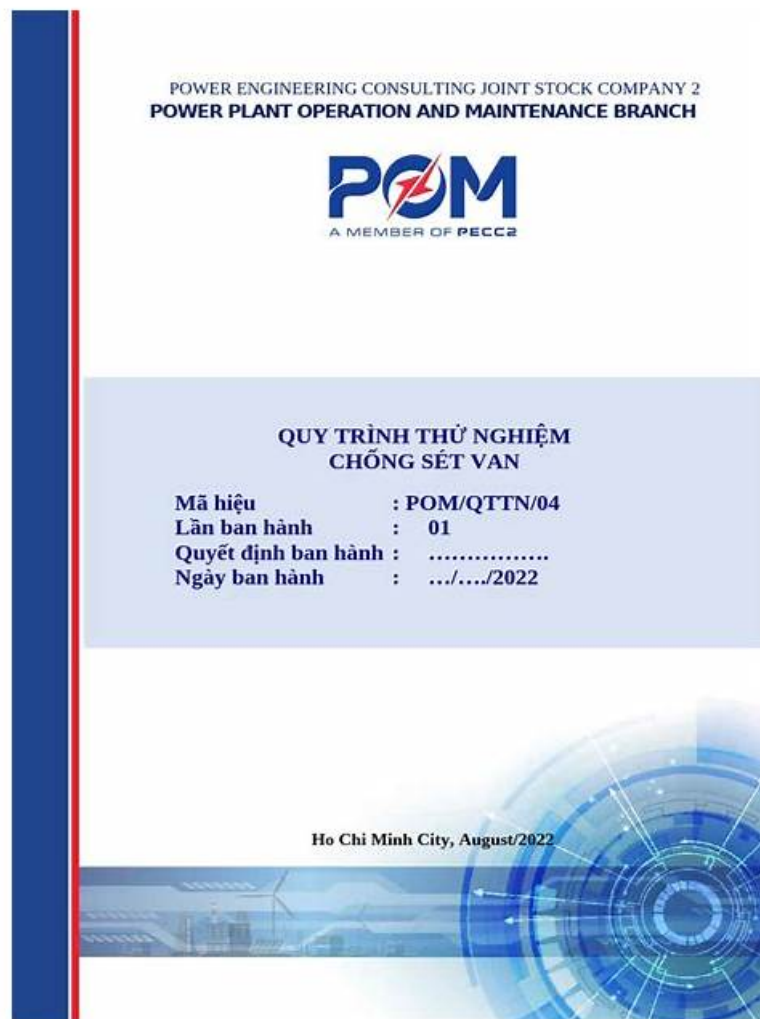 POWER ENGINEERING CONSULTING JOINT STOCK COMPANY 2
POWER PLANT OPERATION AND MAINTENANCE BRANCH
POM
A MEMBER OF PECC2
QUY TRÌNH THỬ NGHIỆM
CHỐNG SÉT VAN
Mã hiệu : POM/QTTN/04
Lần ban hành : 01
Quyết định ban hành : …………….
Ngày ban hành : …/…./2022
Ho Chi Minh City, August/2022